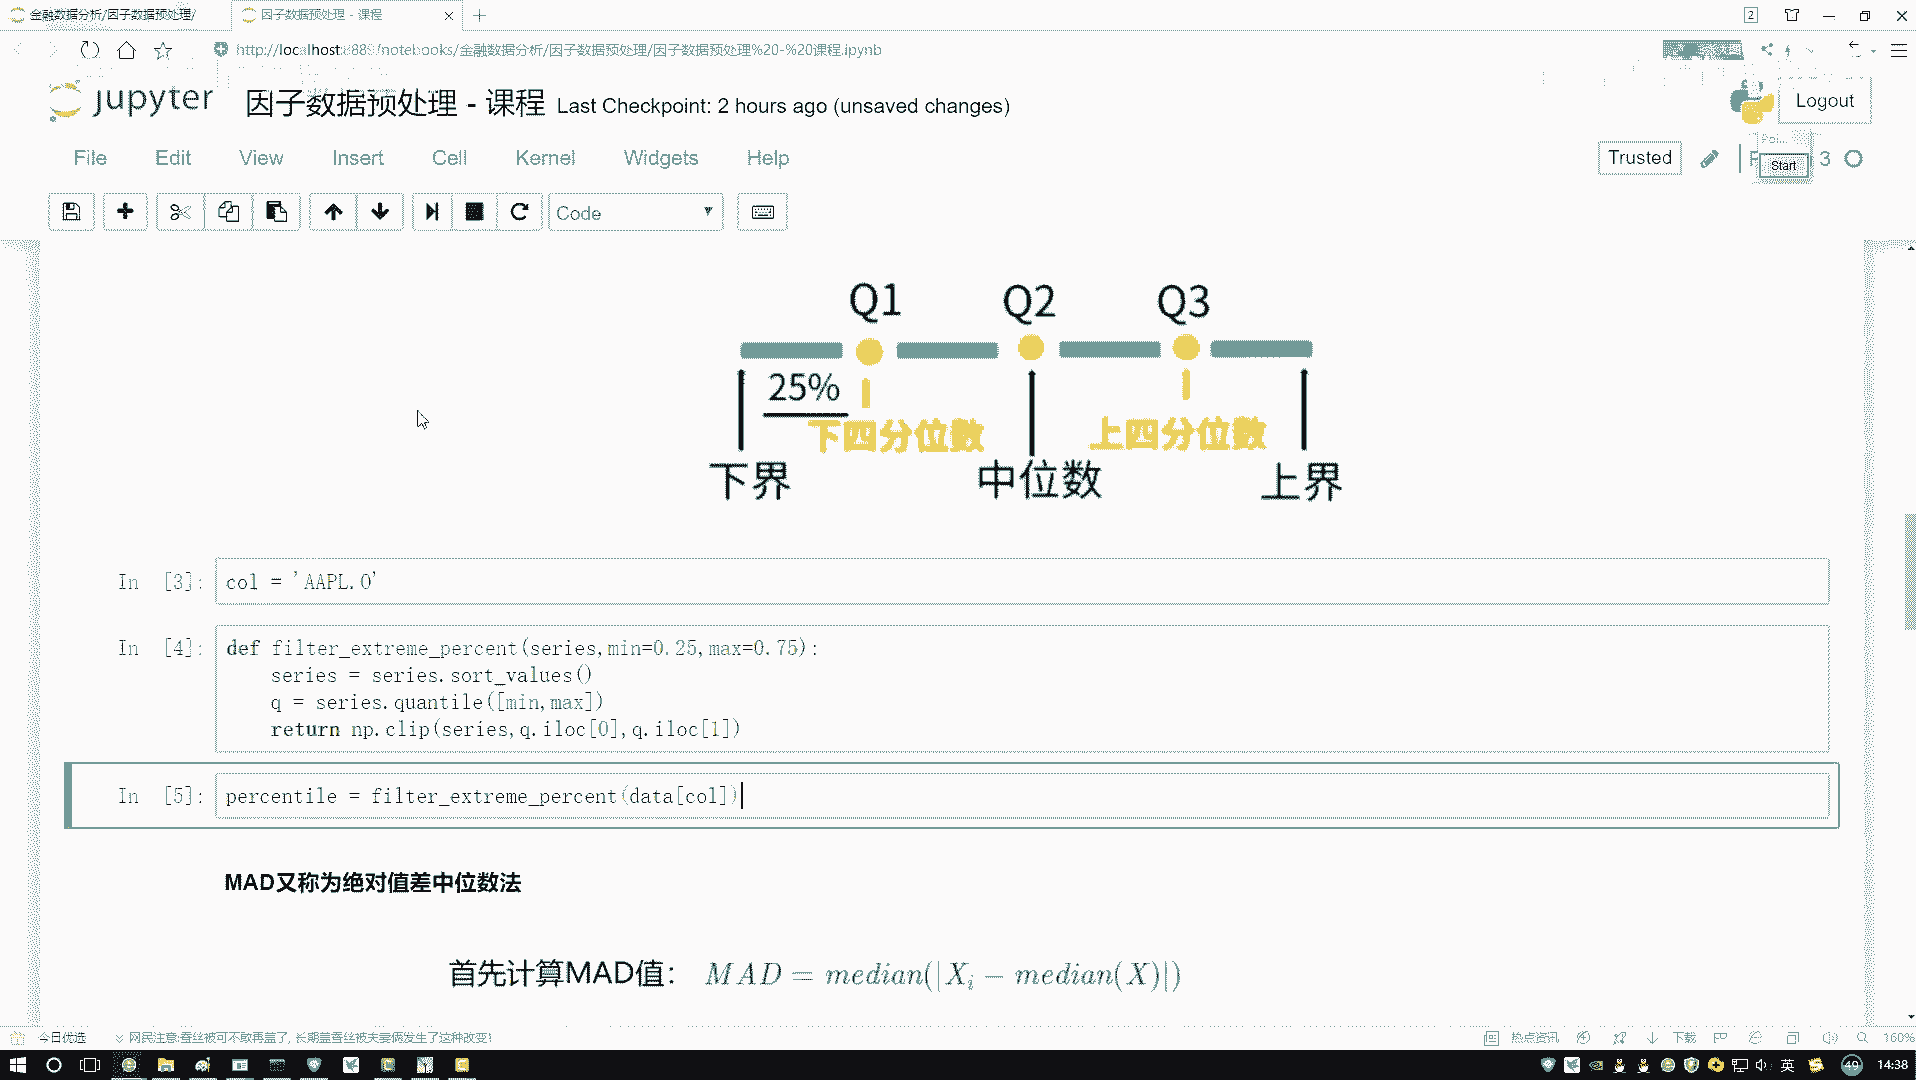 金融数据分析/因子数据预处理/
因子数据预处理 - 课程
2
http://localhost:8889/notebooks/金融数据分析/因子数据预处理/因子数据预处理%20-%20课程.ipynb
jupyter
因子数据预处理 - 课程 Last Checkpoint: 2 hours ago (unsaved changes)
Logout
File Edit View Insert Cell Kernel Widgets Help
Trusted
Start
3
Code
Q1 Q2 Q3
25%
下四分位数 上四分位数
下界 中位数 上界
In [3]: col = 'AAPL.O'
In [4]: def filter_extreme_percent(series,min=0.25,max=0.75):
series = series.sort_values()
q = series.quantile([min,max])
return np.clip(series,q.iloc[0],q.iloc[1])
In [5]: percentile = filter_extreme_percent(data[col])
MAD又称为绝对值差中位数法
首先计算MAD值： MAD = median(|Xᵢ − median(X)|)
今日优选
网民注意:蚕丝被可不敢再盖了, 长期盖蚕丝被夫妻俩发生了这种改变!
热点资讯
下载
160%
英
49
14:38